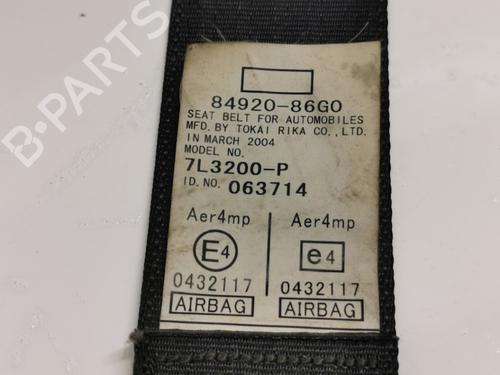 84920-86G0
SEAT BELT FOR AUTOMOBILES
MFD. BY TOKAI RIKA CO., LTD.
IN MARCH 2004
MODEL NO.
7L3200-P
ID. NO. 063714
Aer4mp Aer4mp
E4 e4
0432117 0432117
AIRBAG AIRBAG